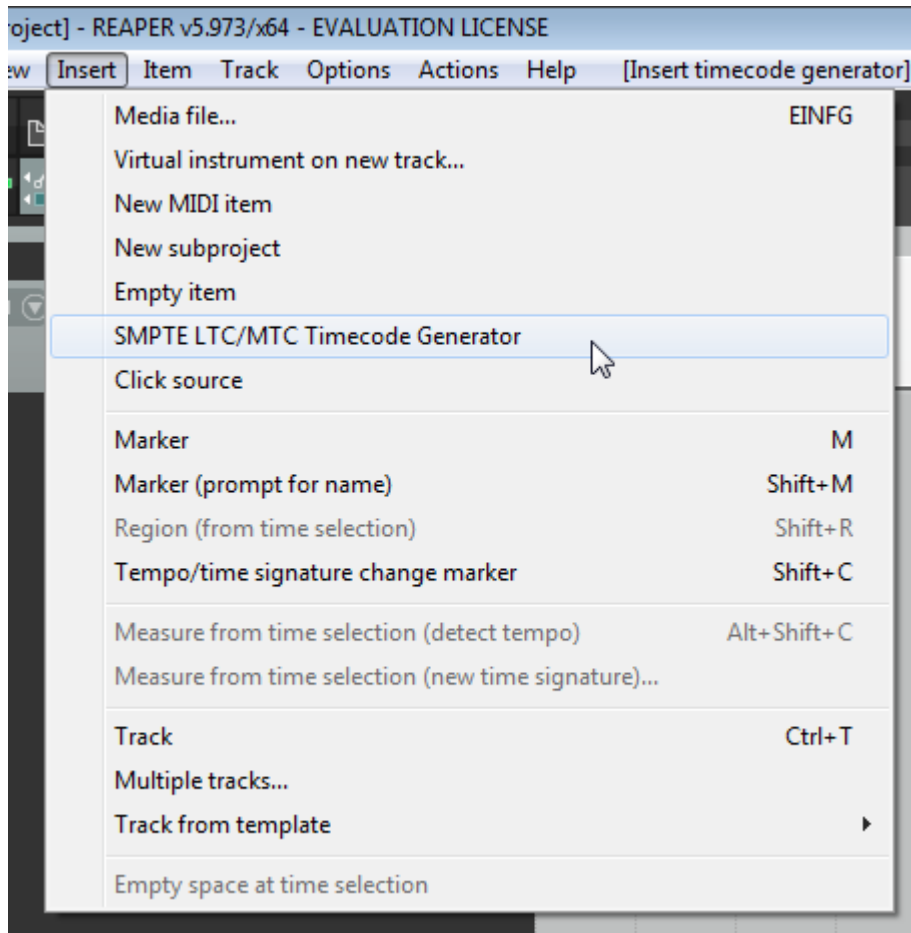 oject] - REAPER v5.973/x64 - EVALUATION LICENSE
ew Insert Item Track Options Actions Help [Insert timecode generator]
Media file... EINFG
Virtual instrument on new track...
New MIDI item
New subproject
Empty item
SMPTE LTC/MTC Timecode Generator
Click source
Marker M
Marker (prompt for name) Shift+M
Region (from time selection) Shift+R
Tempo/time signature change marker Shift+C
Measure from time selection (detect tempo) Alt+Shift+C
Measure from time selection (new time signature)...
Track Ctrl+T
Multiple tracks...
Track from template
Empty space at time selection